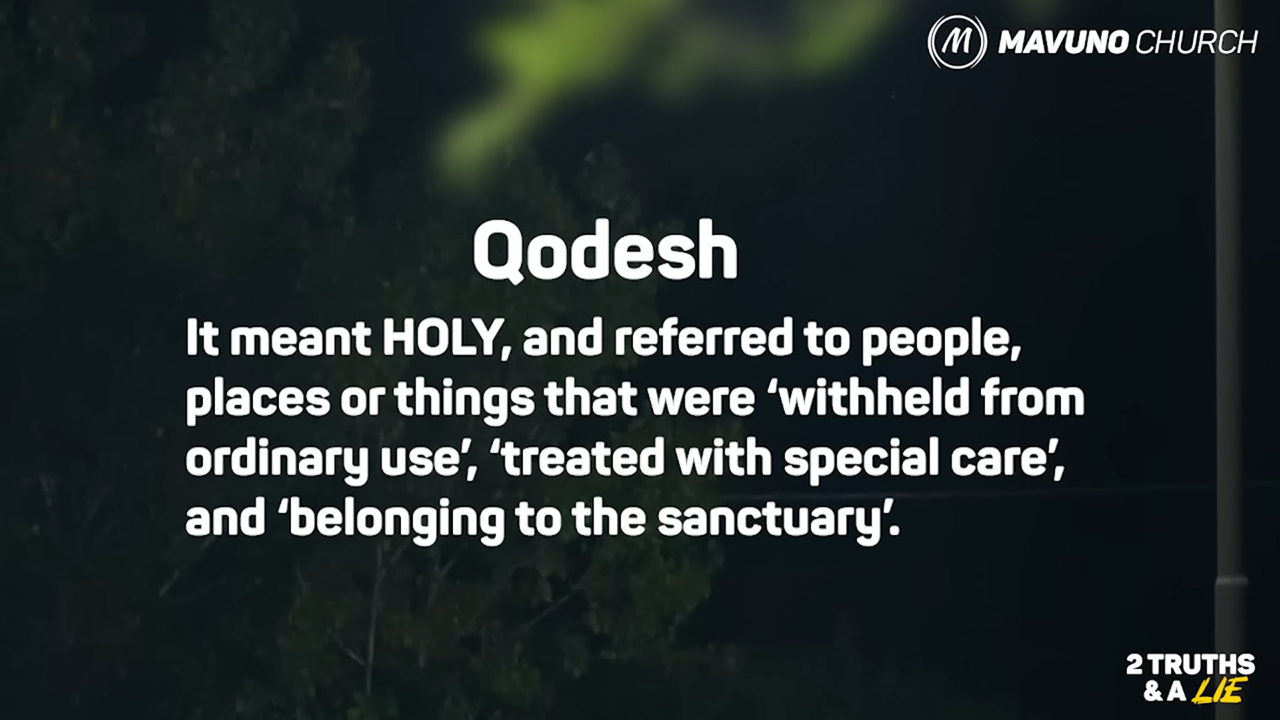 M MAVUNO CHURCH
Qodesh
It meant HOLY, and referred to people,
places or things that were ‘withheld from
ordinary use’, ‘treated with special care’,
and ‘belonging to the sanctuary’.
2 TRUTHS
& A LIE